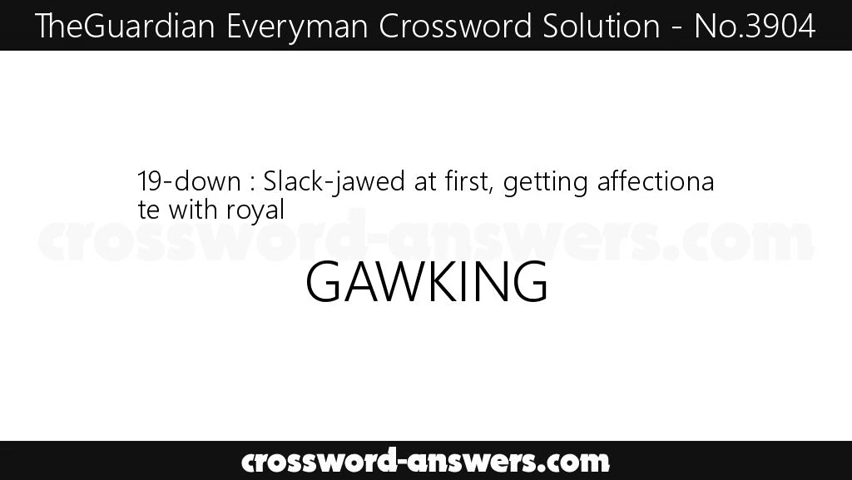 TheGuardian Everyman Crossword Solution - No.3904
19-down : Slack-jawed at first, getting affectiona
te with royal
crossword-answers.com
GAWKING
crossword-answers.com